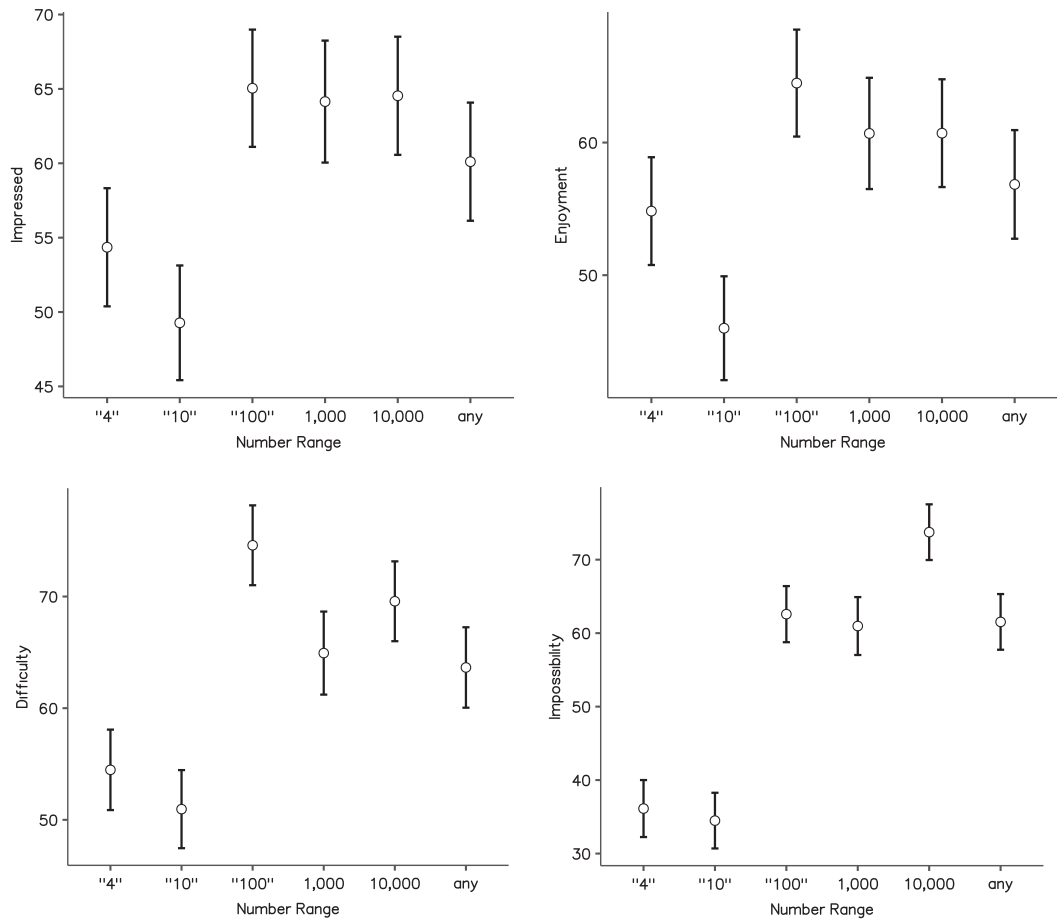 Impressed
70
65
60
55
50
45
"4" "10" "100" 1,000 10,000 any
Number Range
Enjoyment
60
50
"4" "10" "100" 1,000 10,000 any
Number Range
Difficulty
70
60
50
"4" "10" "100" 1,000 10,000 any
Number Range
Impossibility
70
60
50
40
30
"4" "10" "100" 1,000 10,000 any
Number Range